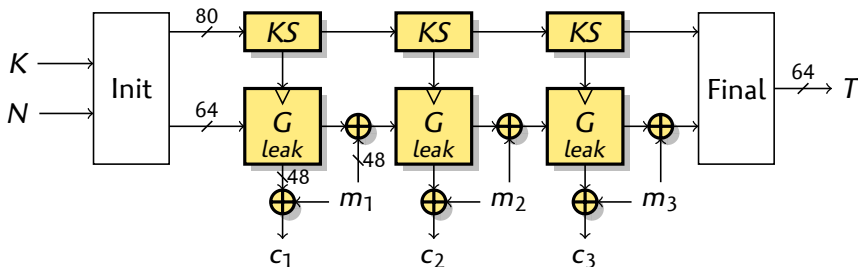 80
KS KS KS
K
Init
Final
64
T
N
64
G leak
G leak
G leak
48
48
m₁
m₂
m₃
c₁
c₂
c₃